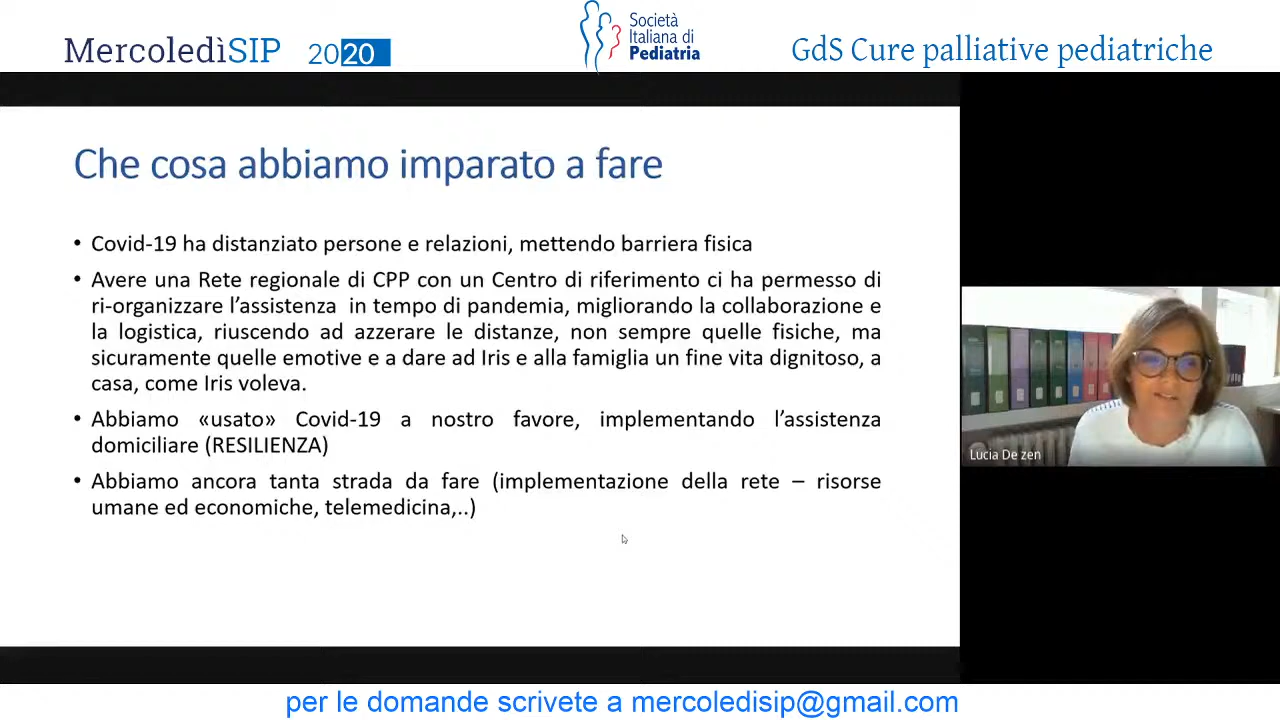 MercoledìSIP 2020
Società
Italiana di
Pediatria
GdS Cure palliative pediatriche
Che cosa abbiamo imparato a fare
• Covid-19 ha distanziato persone e relazioni, mettendo barriera fisica
• Avere una Rete regionale di CPP con un Centro di riferimento ci ha permesso di
ri-organizzare l’assistenza in tempo di pandemia, migliorando la collaborazione e
la logistica, riuscendo ad azzerare le distanze, non sempre quelle fisiche, ma
sicuramente quelle emotive e a dare ad Iris e alla famiglia un fine vita dignitoso, a
casa, come Iris voleva.
• Abbiamo «usato» Covid-19 a nostro favore, implementando l’assistenza
domiciliare (RESILIENZA)
• Abbiamo ancora tanta strada da fare (implementazione della rete – risorse
umane ed economiche, telemedicina,..)
Lucia De zen
per le domande scrivete a mercoledisip@gmail.com